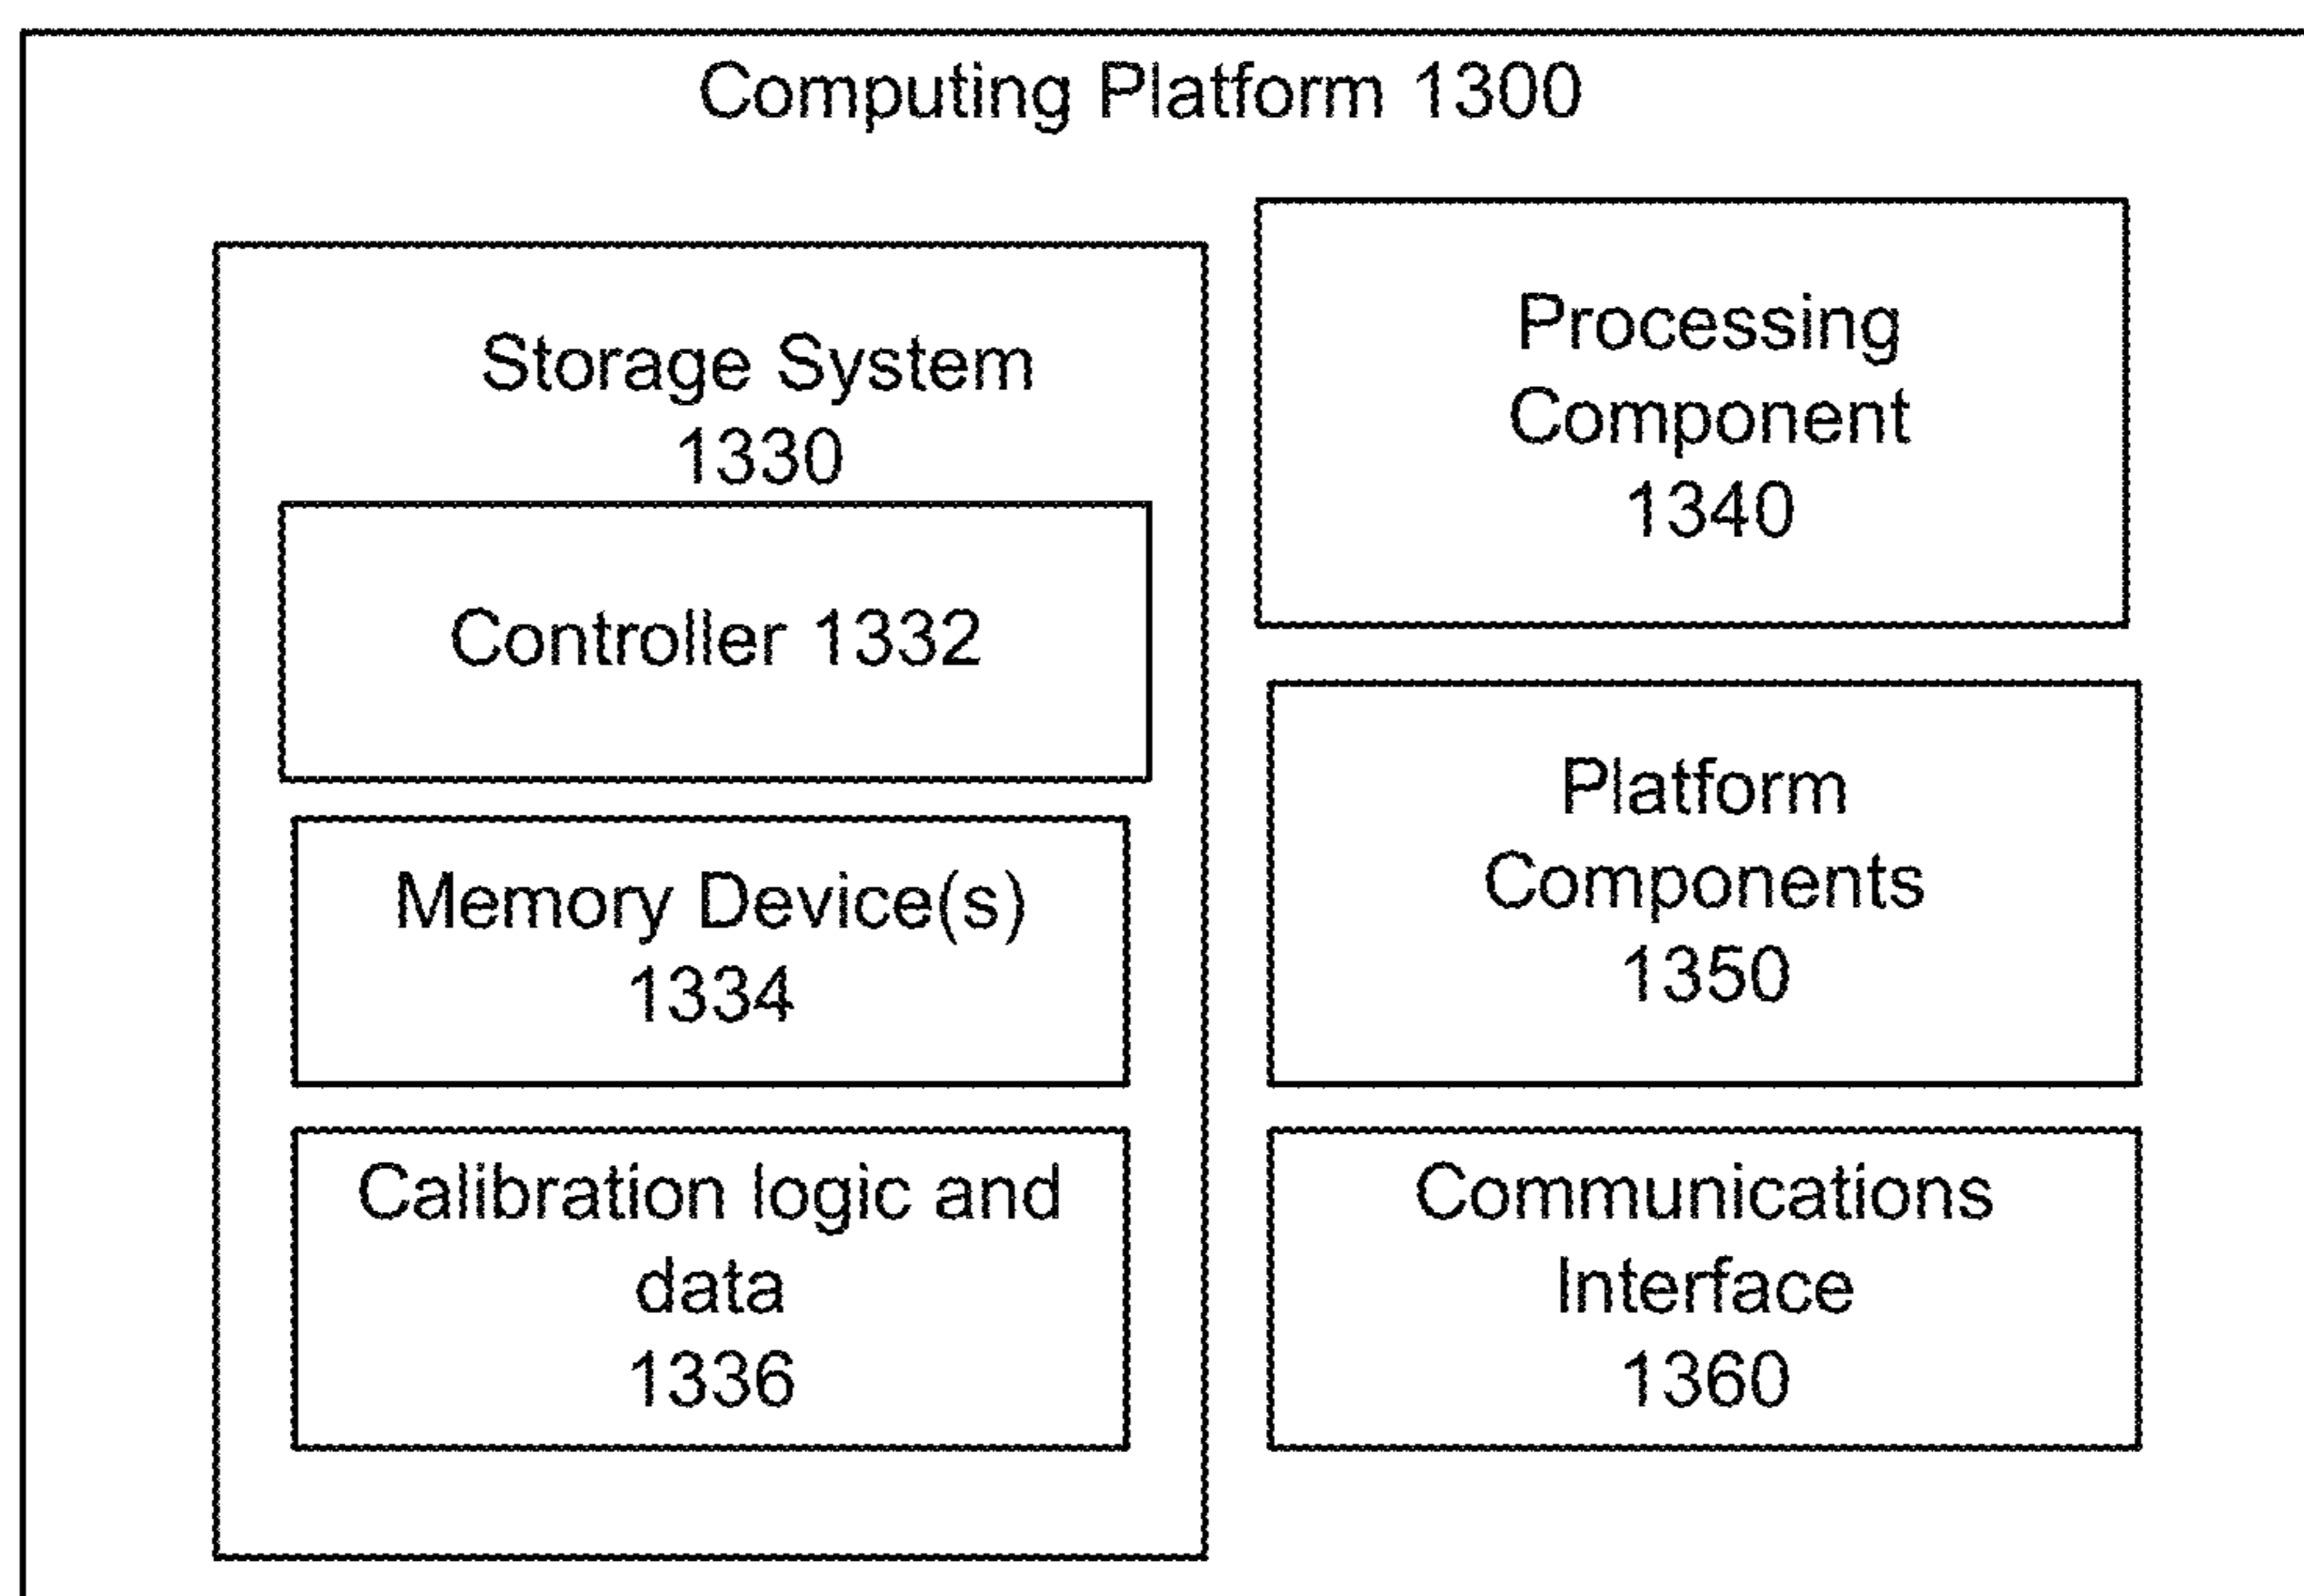 Computing Platform 1300
Storage System
1330
Controller 1332
Memory Device(s)
1334
Calibration logic and
data
1336
Processing
Component
1340
Platform
Components
1350
Communications
Interface
1360